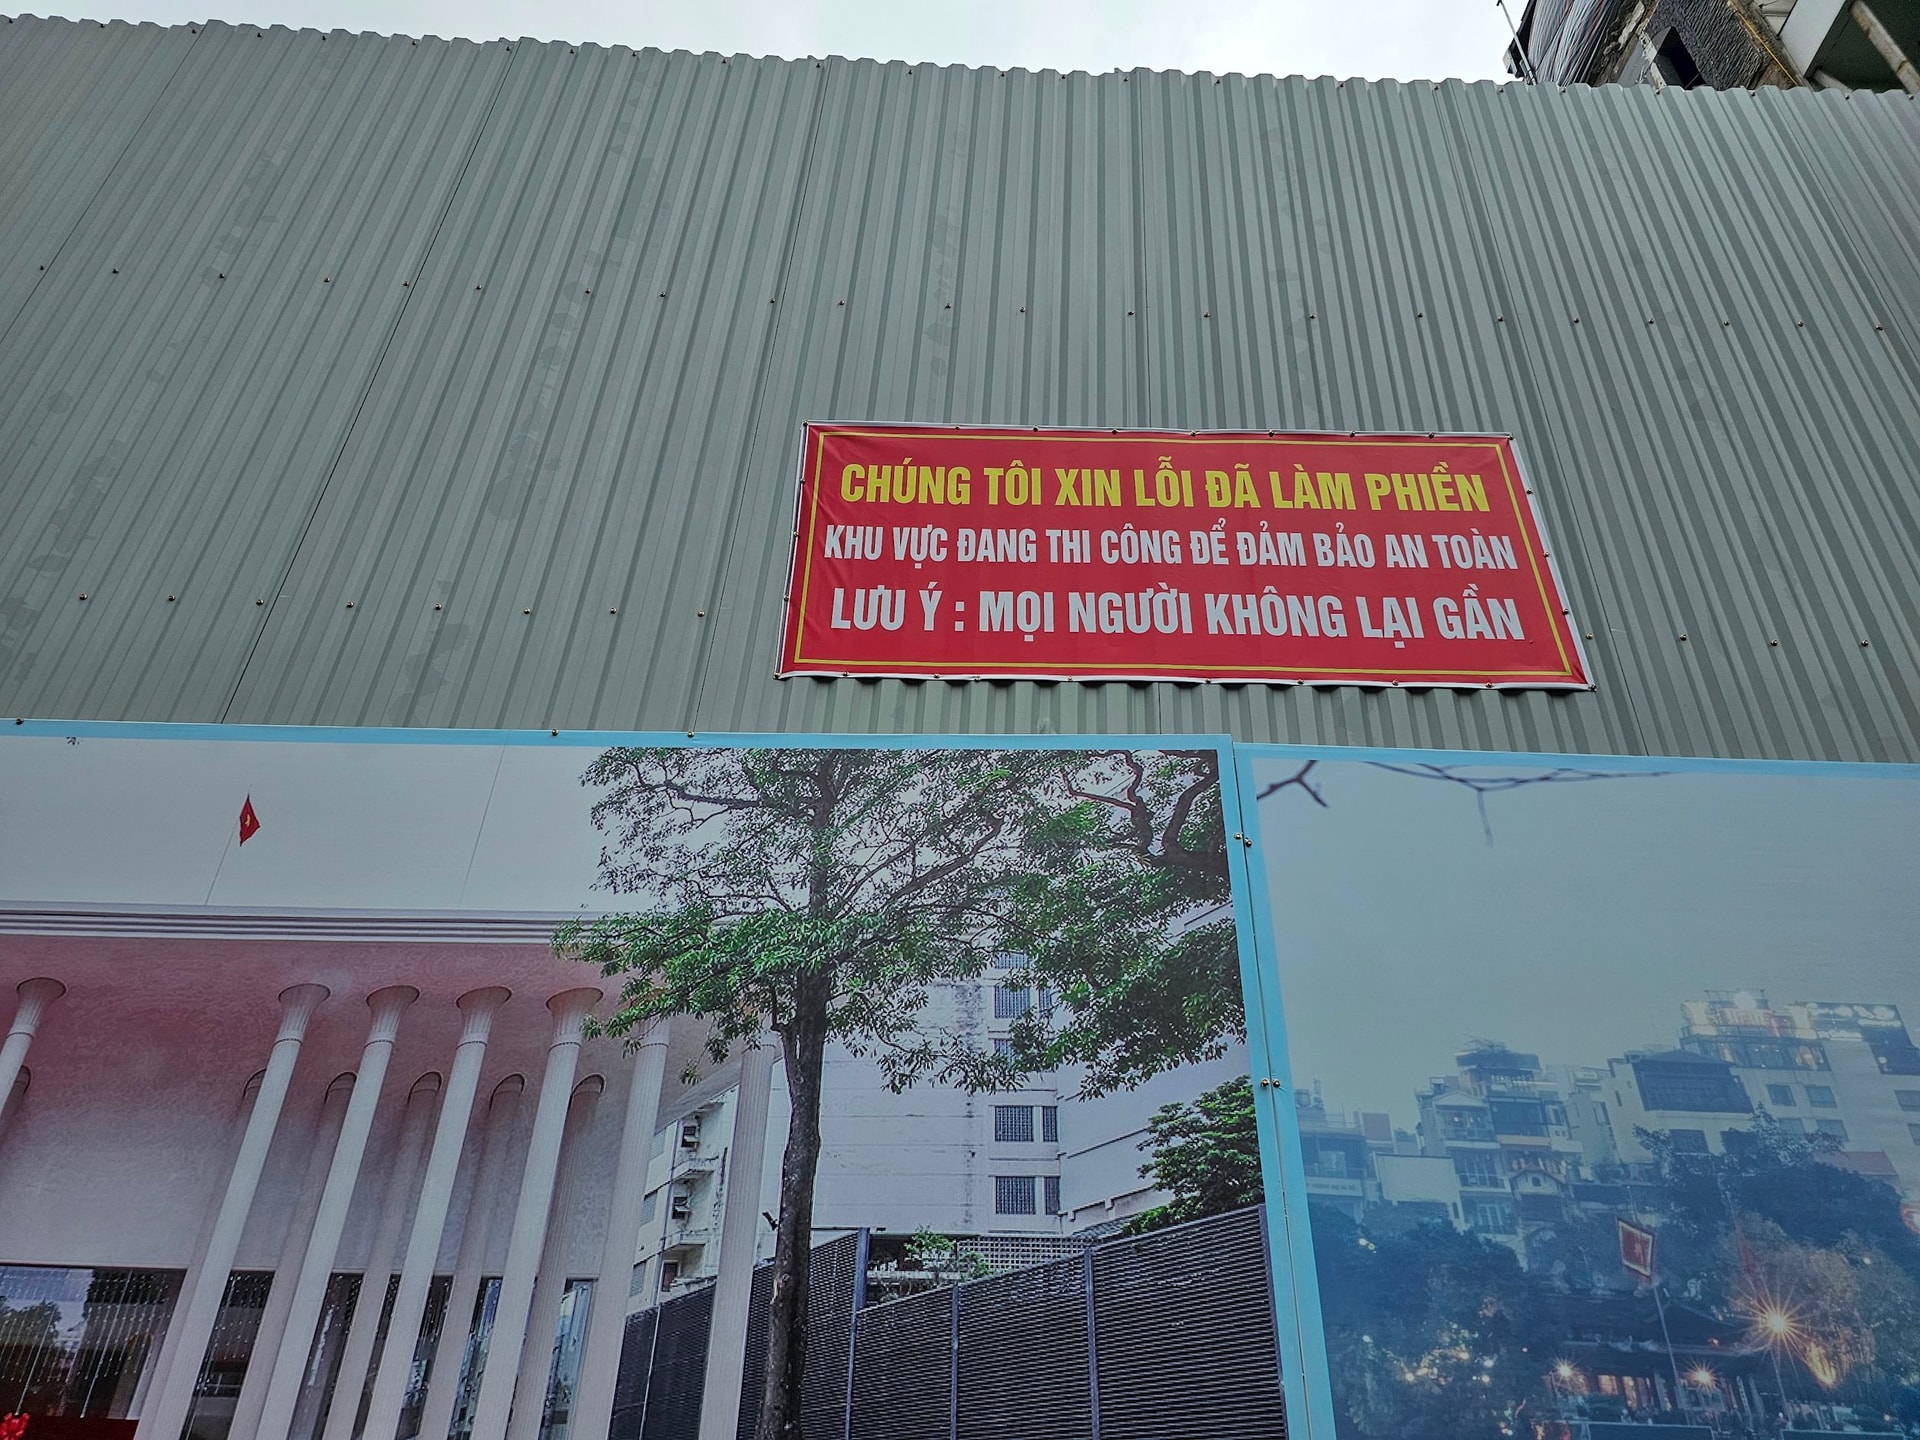 CHÚNG TÔI XIN LỖI ĐÃ LÀM PHIỀN
KHU VỰC ĐANG THI CÔNG ĐỂ ĐẢM BẢO AN TOÀN
LƯU Ý : MỌI NGƯỜI KHÔNG LẠI GẦN